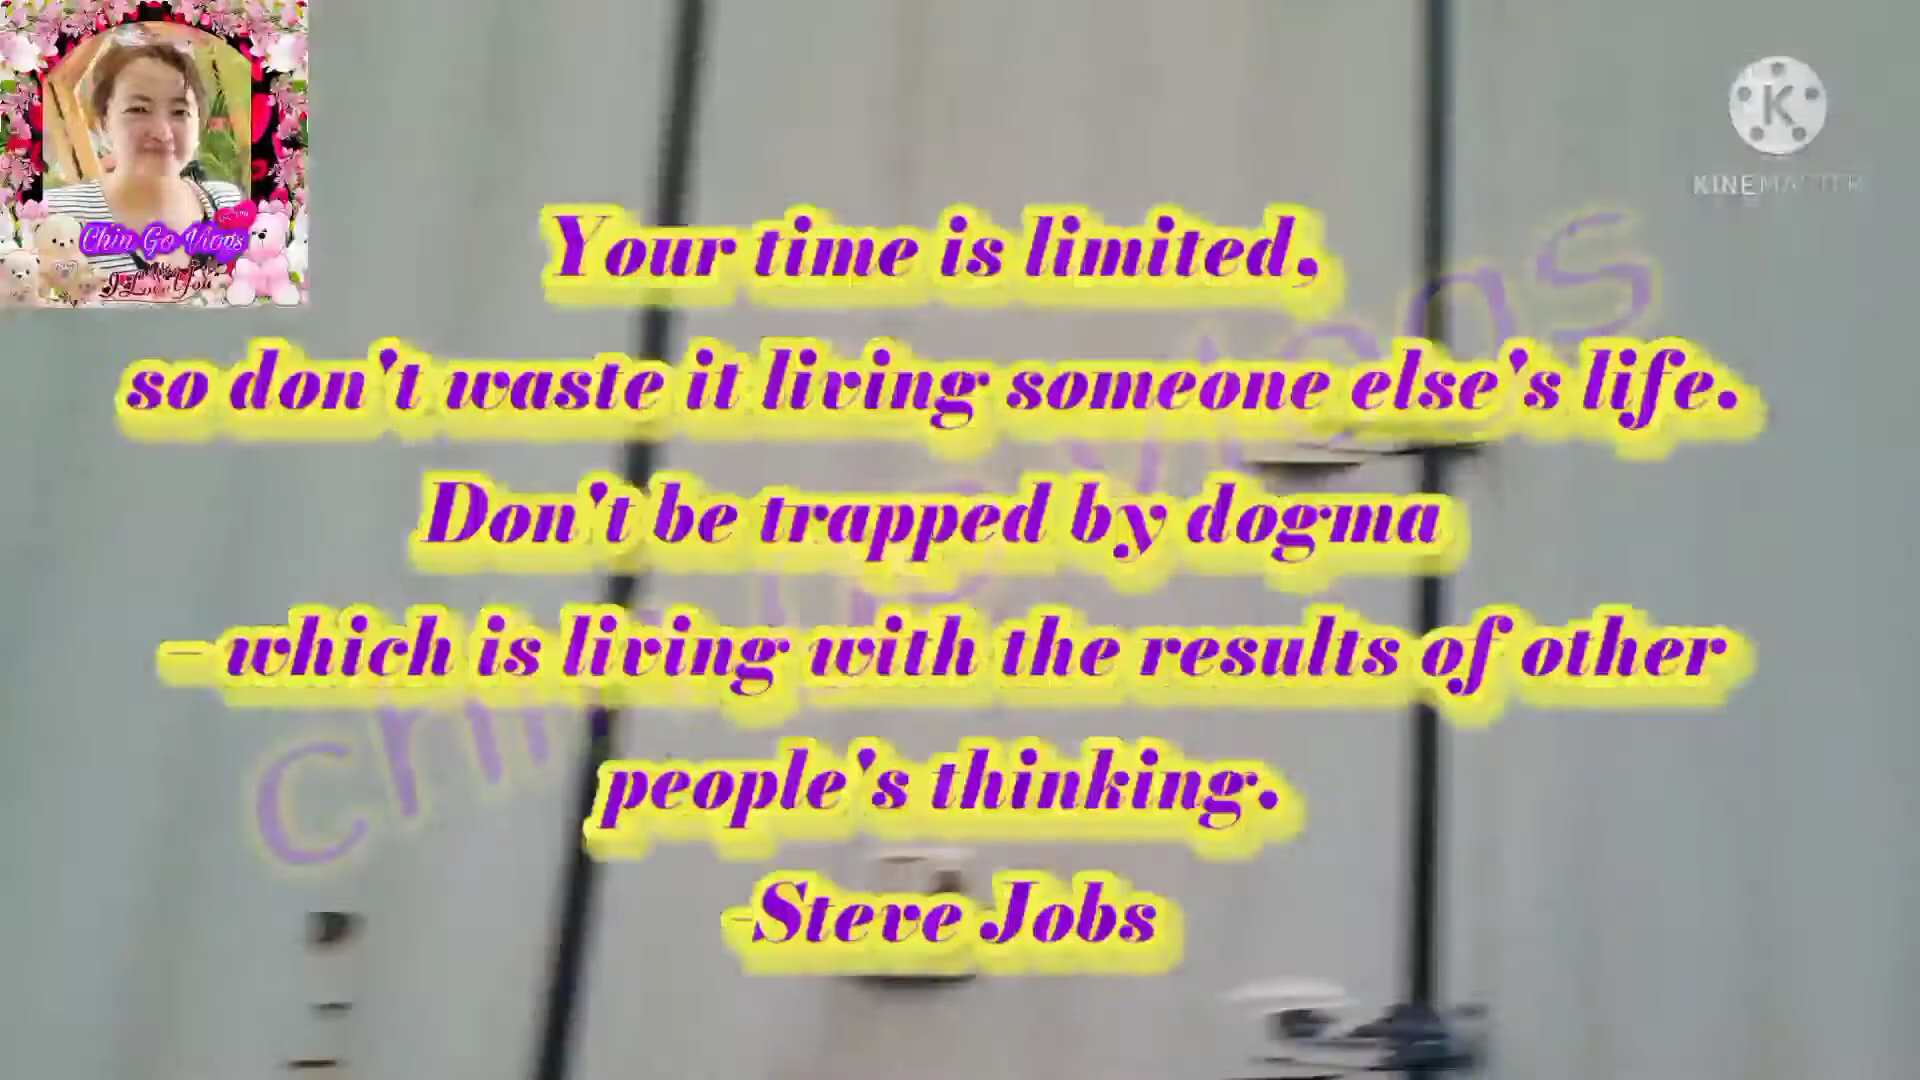 Chin Go Vlogs
I Love You
KINEMASTER
Your time is limited,
so don't waste it living someone else's life.
Don't be trapped by dogma
– which is living with the results of other
people's thinking.
-Steve Jobs